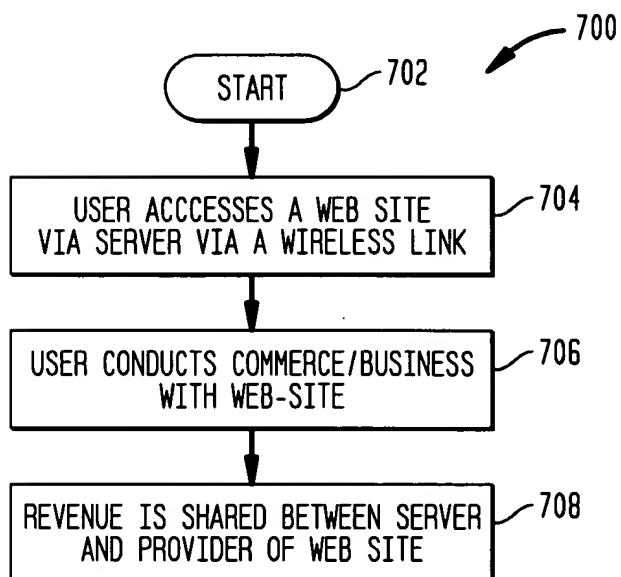 700
START
702
USER ACCCESSES A WEB SITE
VIA SERVER VIA A WIRELESS LINK
704
USER CONDUCTS COMMERCE/BUSINESS
WITH WEB-SITE
706
REVENUE IS SHARED BETWEEN SERVER
AND PROVIDER OF WEB SITE
708